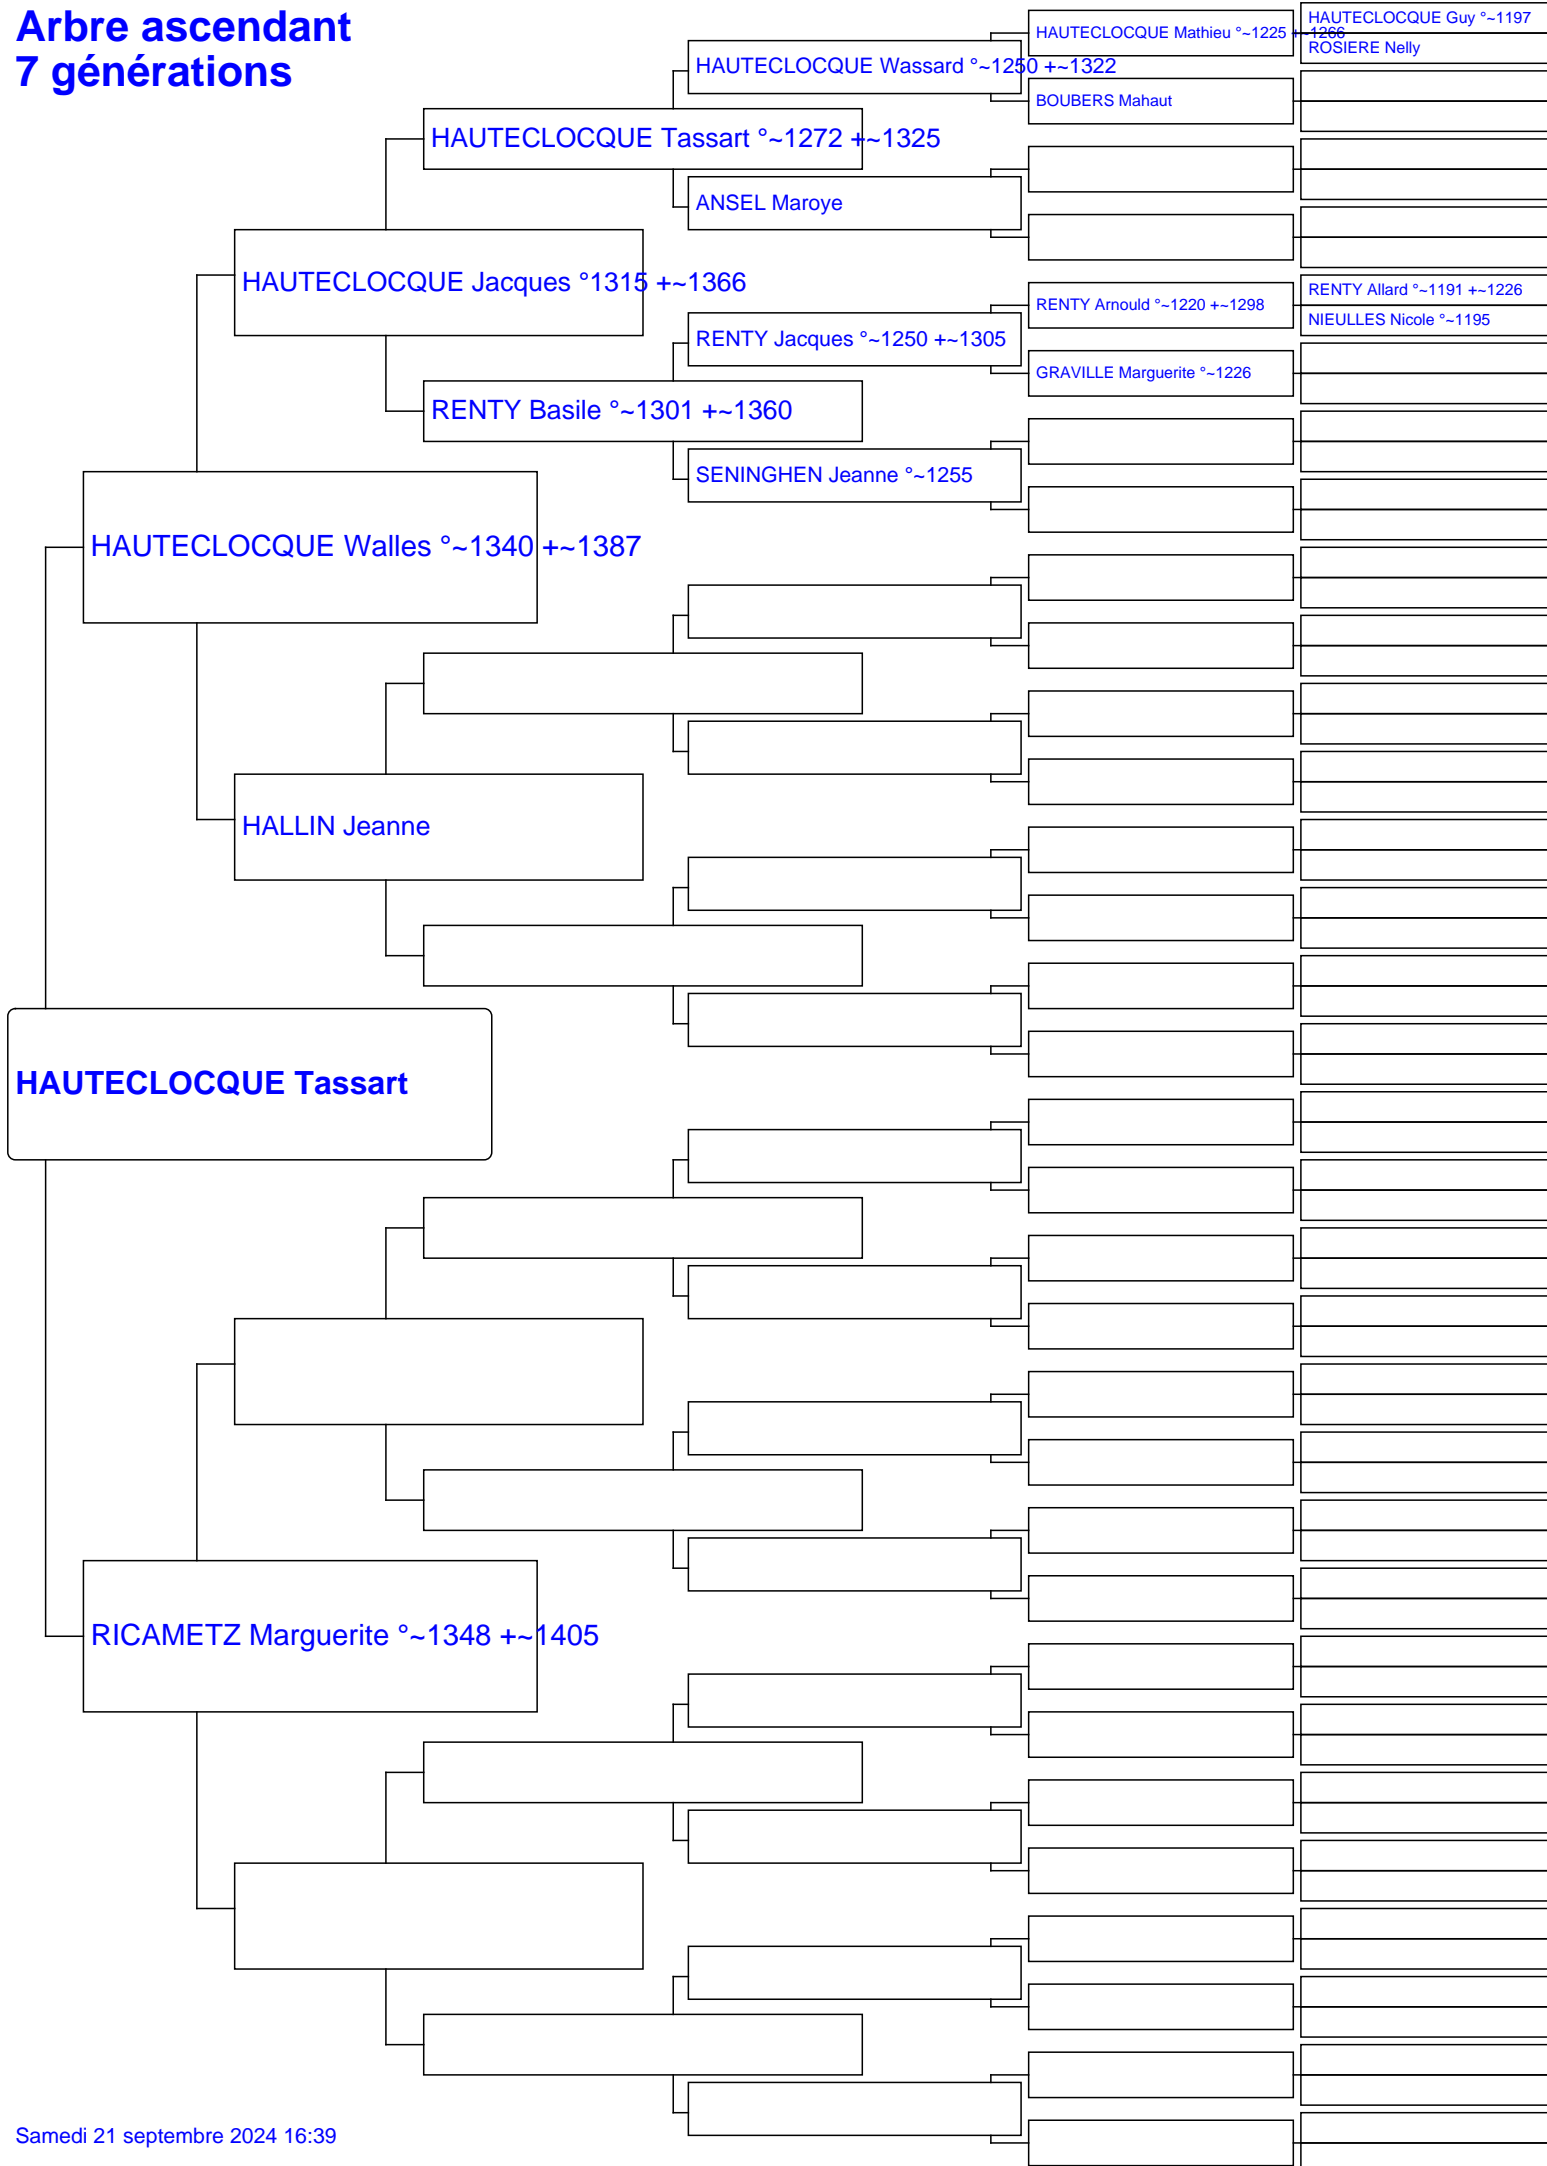 Arbre ascendant
7 générations
HAUTECLOCQUE Guy °~1197
HAUTECLOCQUE Mathieu °~1225 +~1266
ROSIERE Nelly
HAUTECLOCQUE Wassard °~1250 +~1322
BOUBERS Mahaut
HAUTECLOCQUE Tassart °~1272 +~1325
ANSEL Maroye
HAUTECLOCQUE Jacques °1315 +~1366
RENTY Allard °~1191 +~1226
RENTY Arnould °~1220 +~1298
NIEULLES Nicole °~1195
RENTY Jacques °~1250 +~1305
GRAVILLE Marguerite °~1226
RENTY Basile °~1301 +~1360
SENINGHEN Jeanne °~1255
HAUTECLOCQUE Walles °~1340 +~1387
HALLIN Jeanne
HAUTECLOCQUE Tassart
RICAMETZ Marguerite °~1348 +~1405
Samedi 21 septembre 2024 16:39